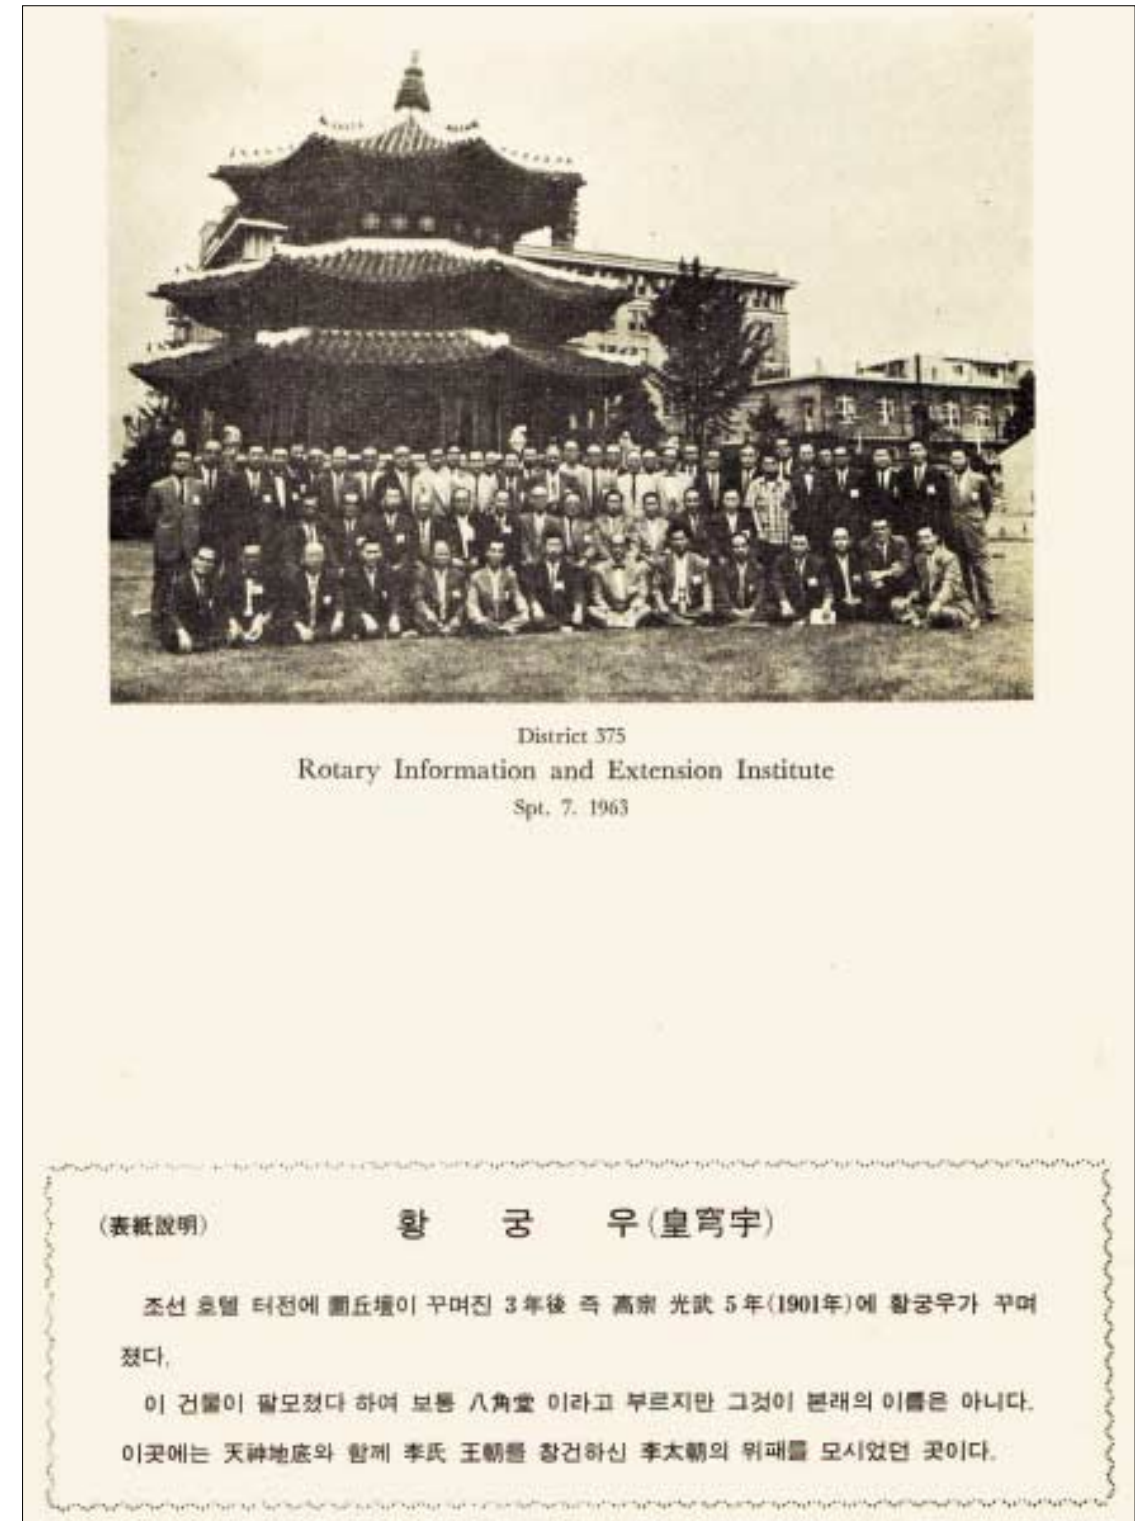 District 375
Rotary Information and Extension Institute
Spt. 7. 1963
(表紙說明) 황 궁 우(皇穹宇)
조선 호텔 터전에 圜丘壇이 꾸며진 3年後 즉 高宗 光武 5年(1901年)에 황궁우가 꾸며
졌다.
이 건물이 팔모졌다 하여 보통 八角堂 이라고 부르지만 그것이 본래의 이름은 아니다.
이곳에는 天神地底와 함께 李氏 王朝를 창건하신 李太朝의 위패를 모시었던 곳이다.